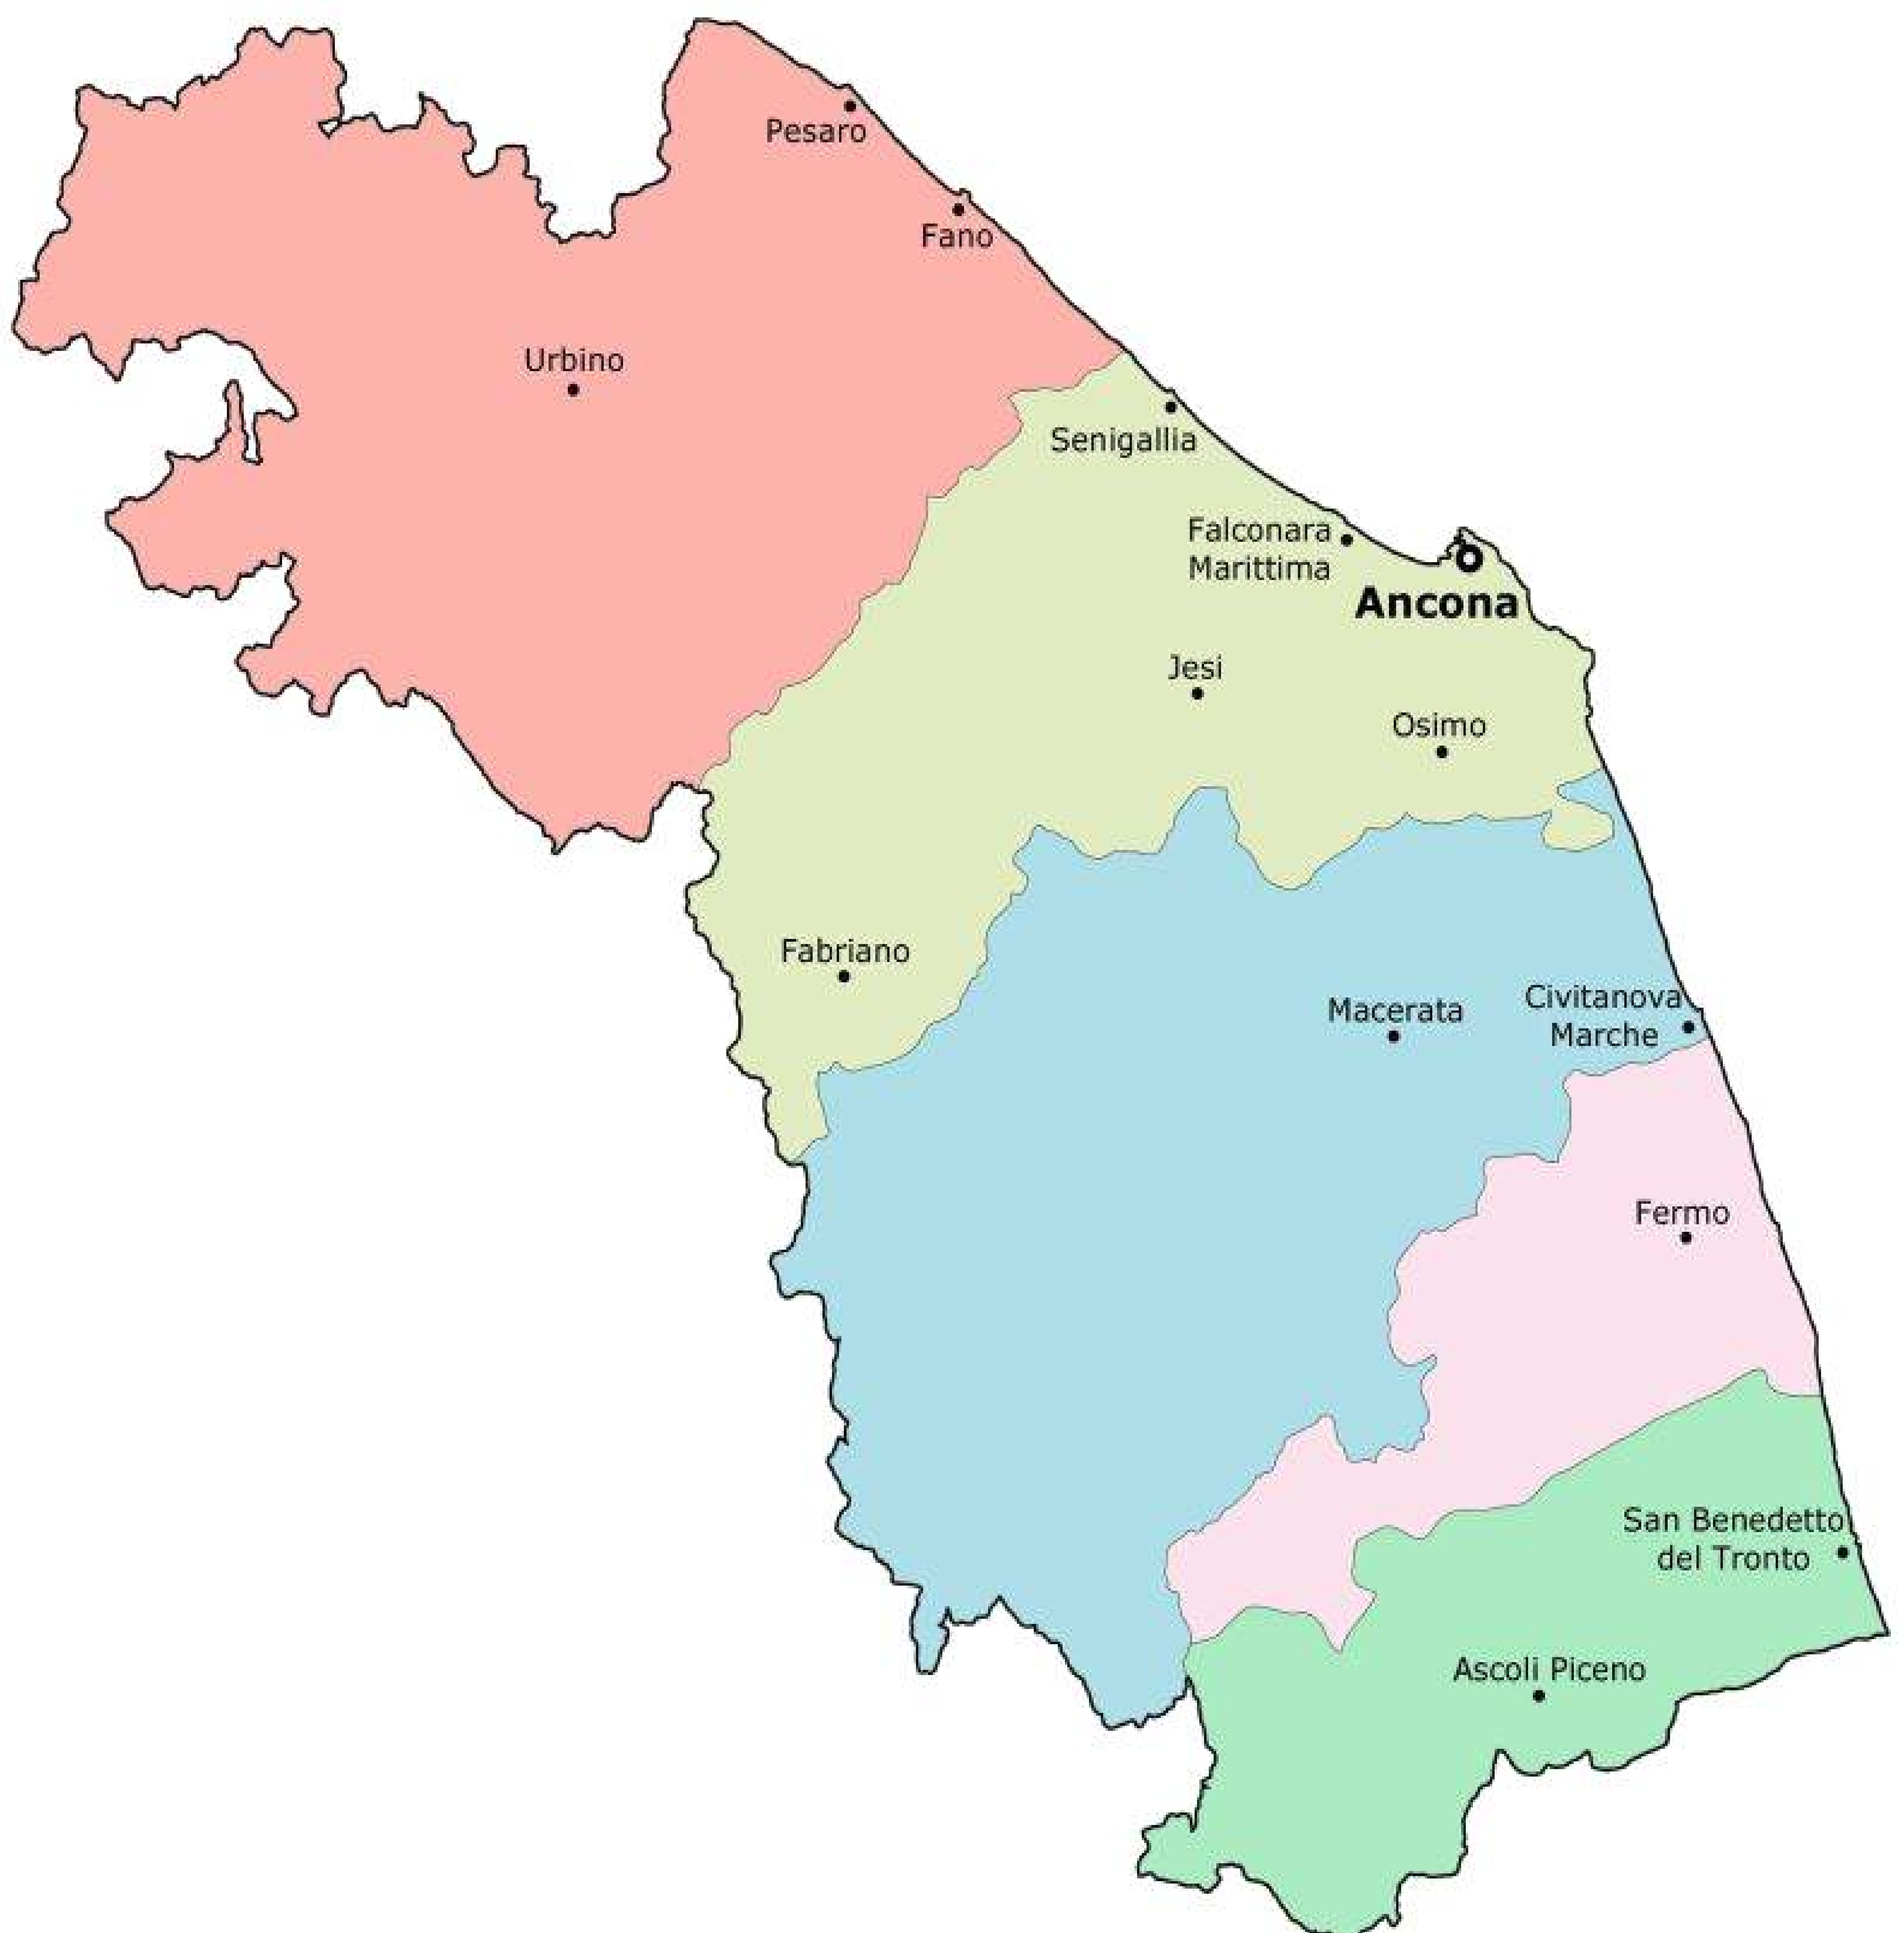 Pesaro
Fano
Urbino
Senigallia
Falconara
Marittima
Ancona
Jesi
Osimo
Fabriano
Macerata
Civitanova
Marche
Fermo
San Benedetto
del Tronto
Ascoli Piceno